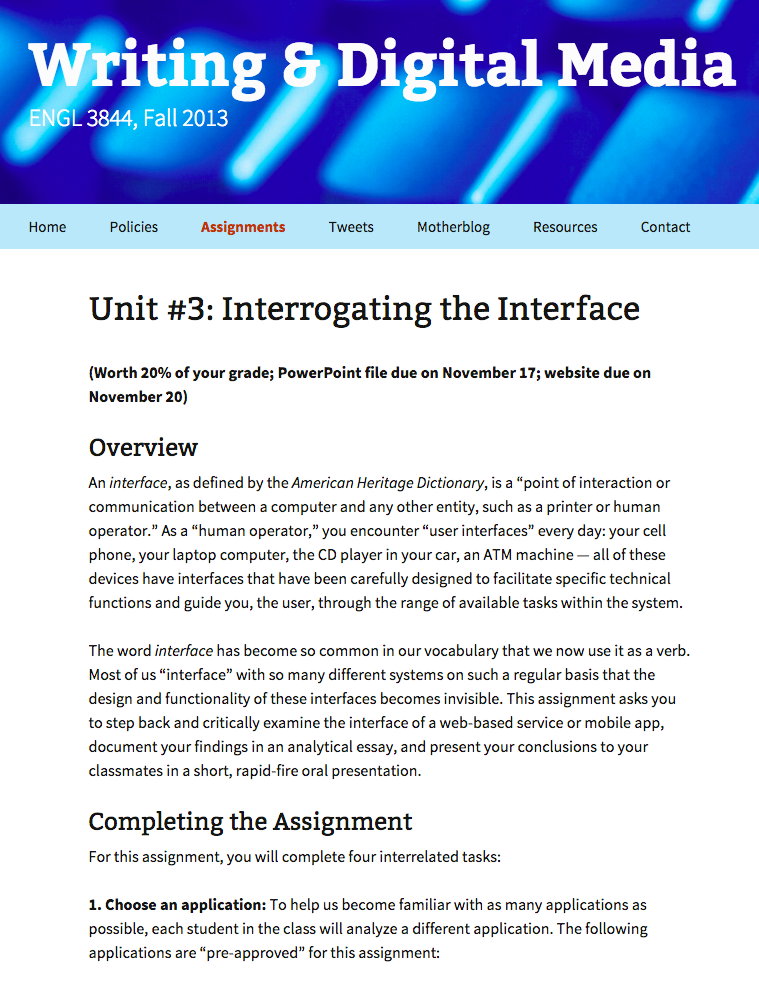 Writing & Digital Media
ENGL 3844, Fall 2013
Home Policies Assignments Tweets Motherblog Resources Contact
Unit #3: Interrogating the Interface
(Worth 20% of your grade; PowerPoint file due on November 17; website due on
November 20)
Overview
An interface, as defined by the American Heritage Dictionary, is a “point of interaction or
communication between a computer and any other entity, such as a printer or human
operator.” As a “human operator,” you encounter “user interfaces” every day: your cell
phone, your laptop computer, the CD player in your car, an ATM machine — all of these
devices have interfaces that have been carefully designed to facilitate specific technical
functions and guide you, the user, through the range of available tasks within the system.
The word interface has become so common in our vocabulary that we now use it as a verb.
Most of us “interface” with so many different systems on such a regular basis that the
design and functionality of these interfaces becomes invisible. This assignment asks you
to step back and critically examine the interface of a web-based service or mobile app,
document your findings in an analytical essay, and present your conclusions to your
classmates in a short, rapid-fire oral presentation.
Completing the Assignment
For this assignment, you will complete four interrelated tasks:
1. Choose an application: To help us become familiar with as many applications as
possible, each student in the class will analyze a different application. The following
applications are “pre-approved” for this assignment: